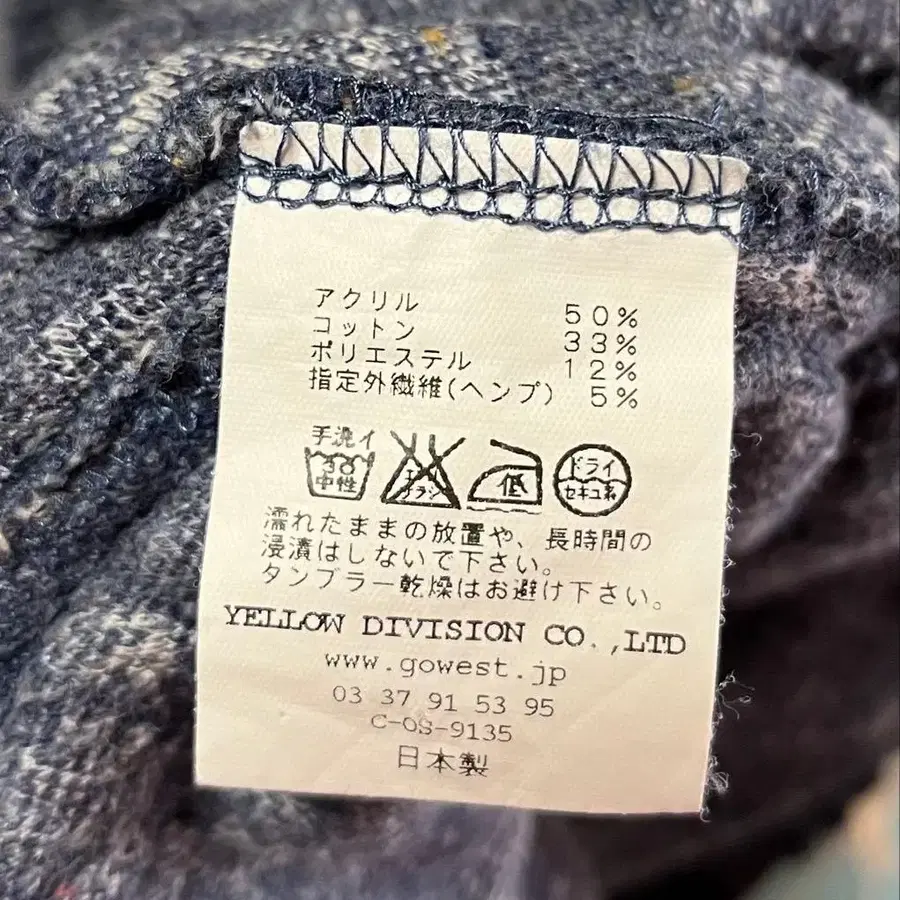 アクリル 50%
コットン 33%
ポリエステル 12%
指定外繊維(ヘンプ) 5%
手洗イ
30 中性
エンソ サラシ
低
ドライ
セキユ系
濡れたままの放置や、長時間の
浸漬はしないで下さい。
タンブラー乾燥はお避け下さい。
YELLOW DIVISION CO.,LTD
www.gowest.jp
03 37 91 53 95
C-OS-9135
日本製